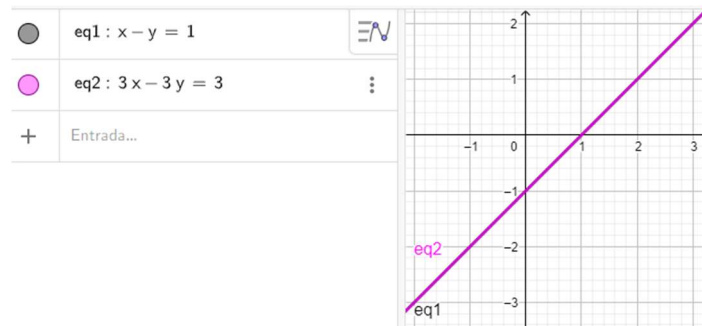 eq1 : x – y = 1
eq2 : 3 x – 3 y = 3
+ Entrada...
2
1
–1 0 1 2 3
–1
–2
eq2
–3
eq1